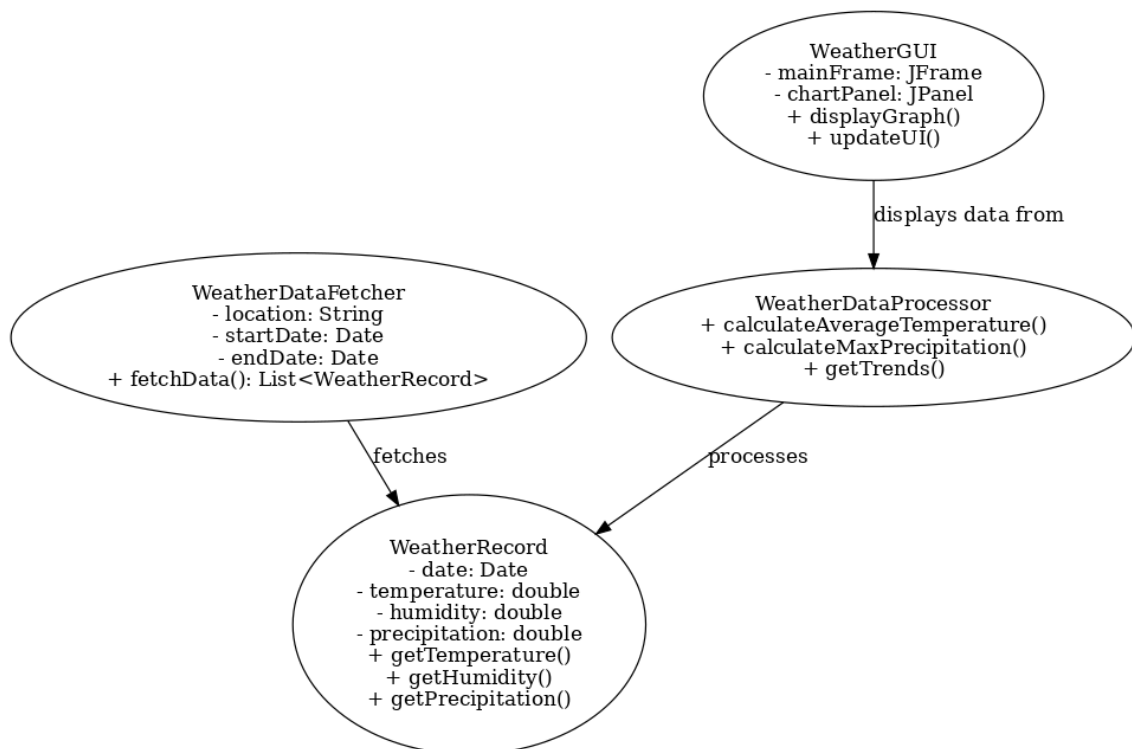 WeatherGUI
- mainFrame: JFrame
- chartPanel: JPanel
+ displayGraph()
+ updateUI()
displays data from
WeatherDataFetcher
- location: String
- startDate: Date
- endDate: Date
+ fetchData(): List<WeatherRecord>
WeatherDataProcessor
+ calculateAverageTemperature()
+ calculateMaxPrecipitation()
+ getTrends()
fetches
processes
WeatherRecord
- date: Date
- temperature: double
- humidity: double
- precipitation: double
+ getTemperature()
+ getHumidity()
+ getPrecipitation()